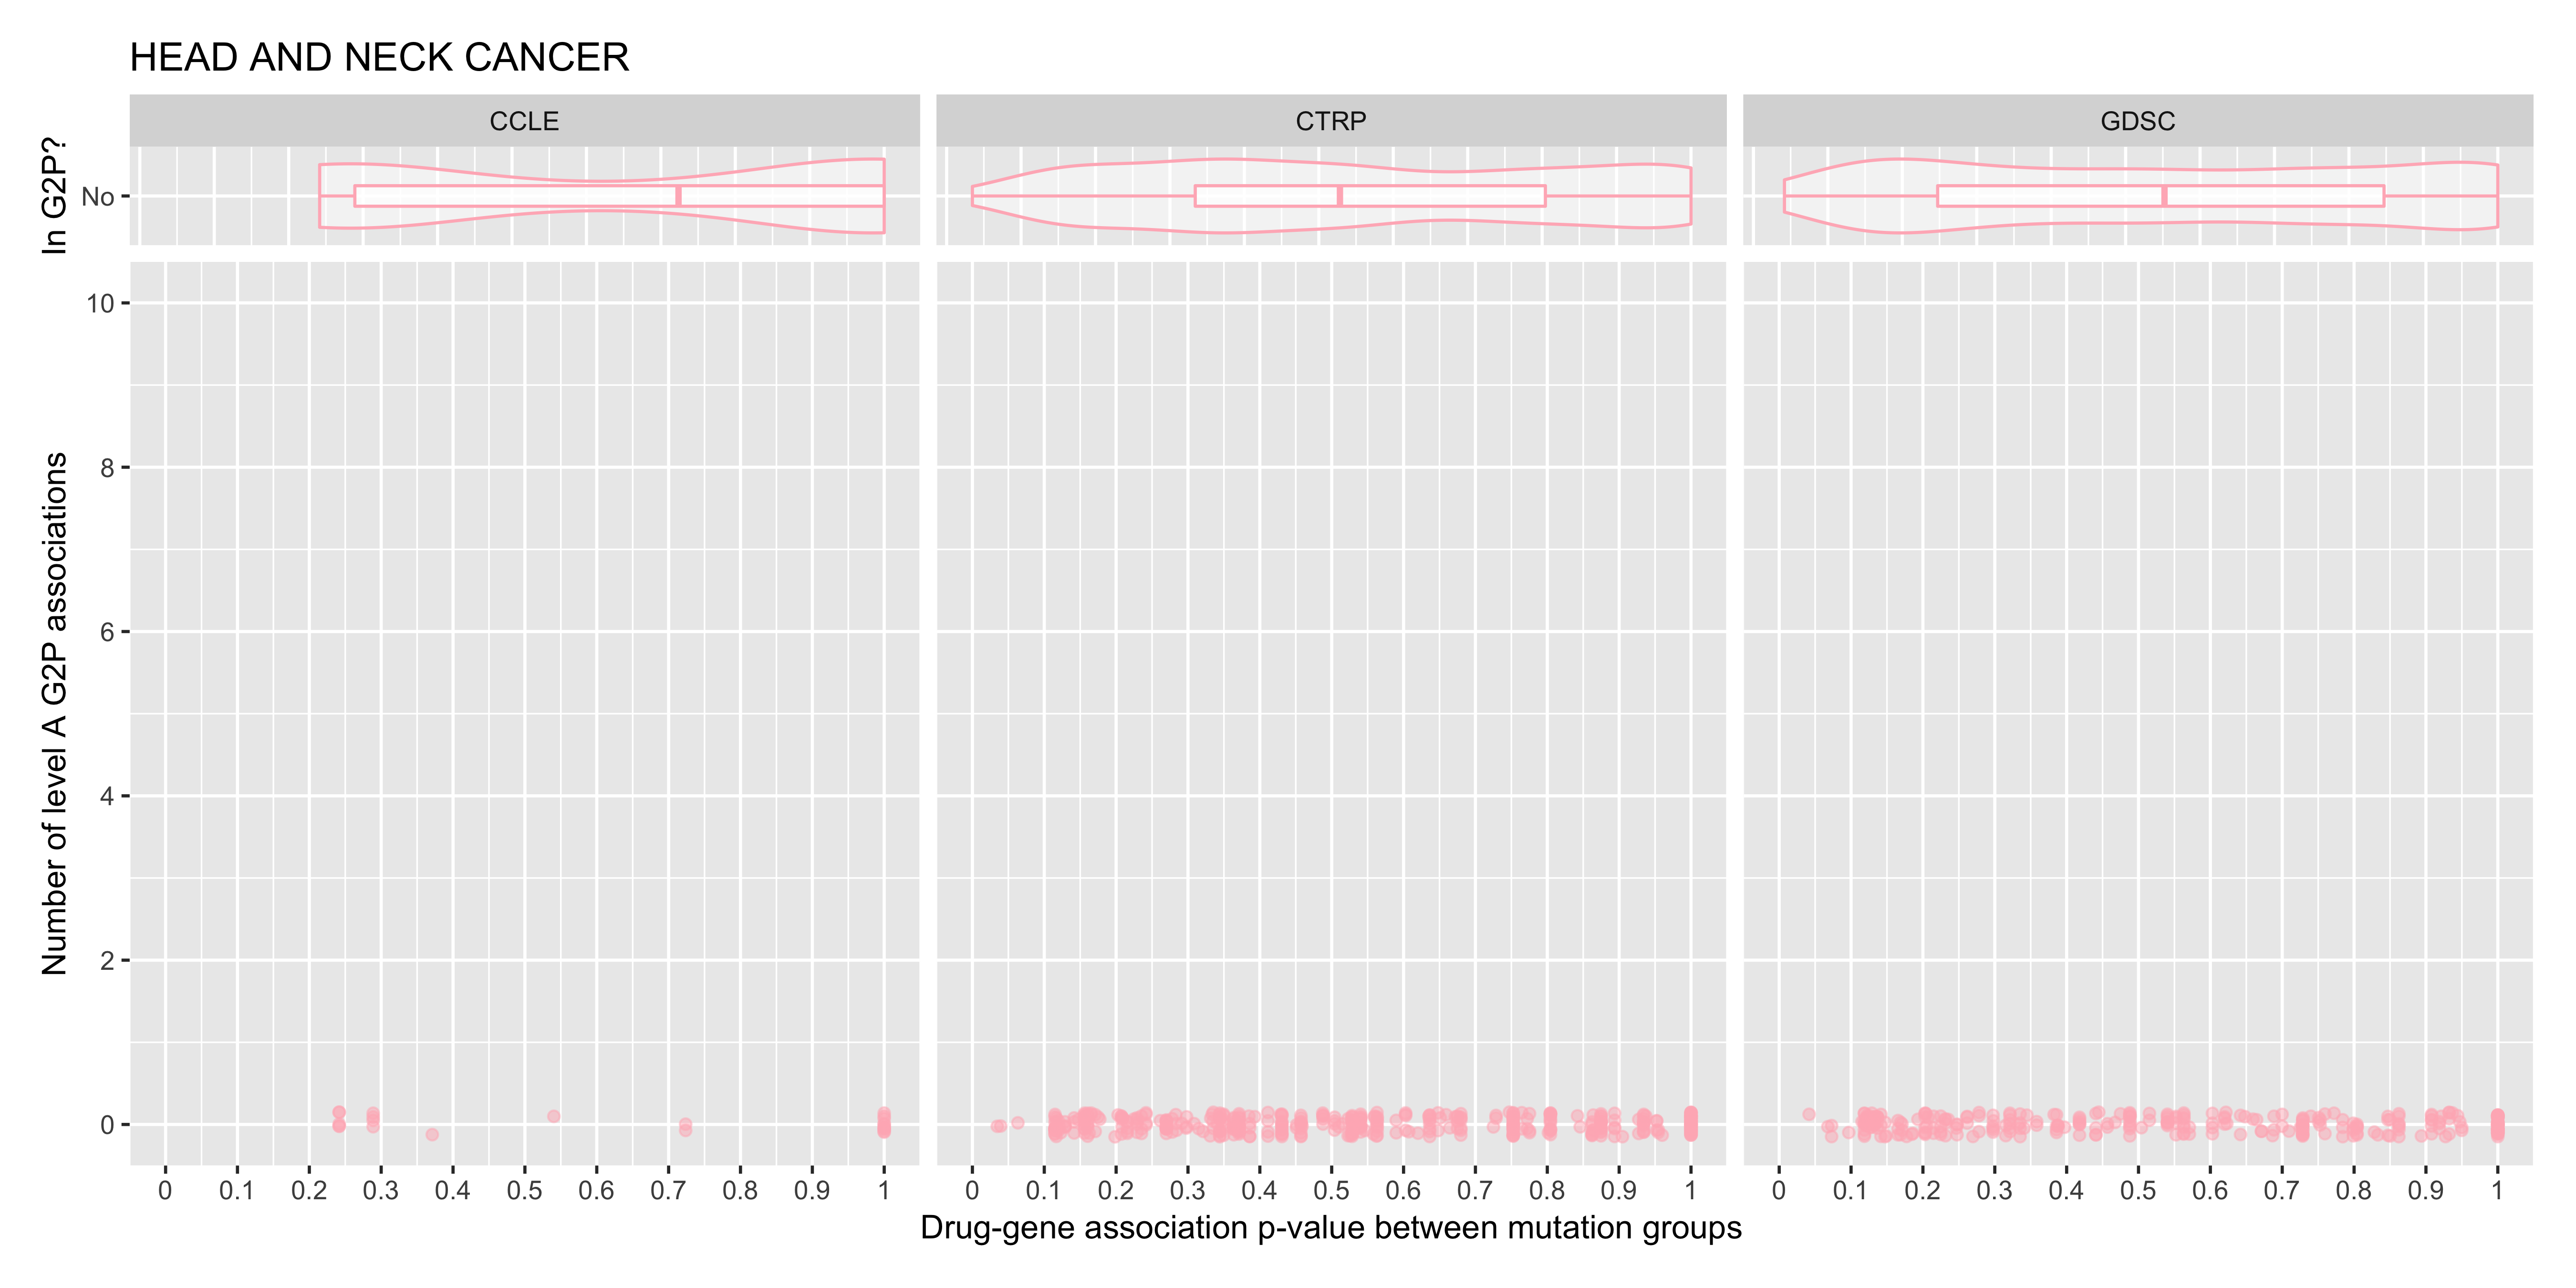 HEAD AND NECK CANCER
CCLE CTRP GDSC
In G2P?
No
Number of level A G2P associations
10
8
6
4
2
0
0 0.1 0.2 0.3 0.4 0.5 0.6 0.7 0.8 0.9 1 0 0.1 0.2 0.3 0.4 0.5 0.6 0.7 0.8 0.9 1 0 0.1 0.2 0.3 0.4 0.5 0.6 0.7 0.8 0.9 1
Drug-gene association p-value between mutation groups